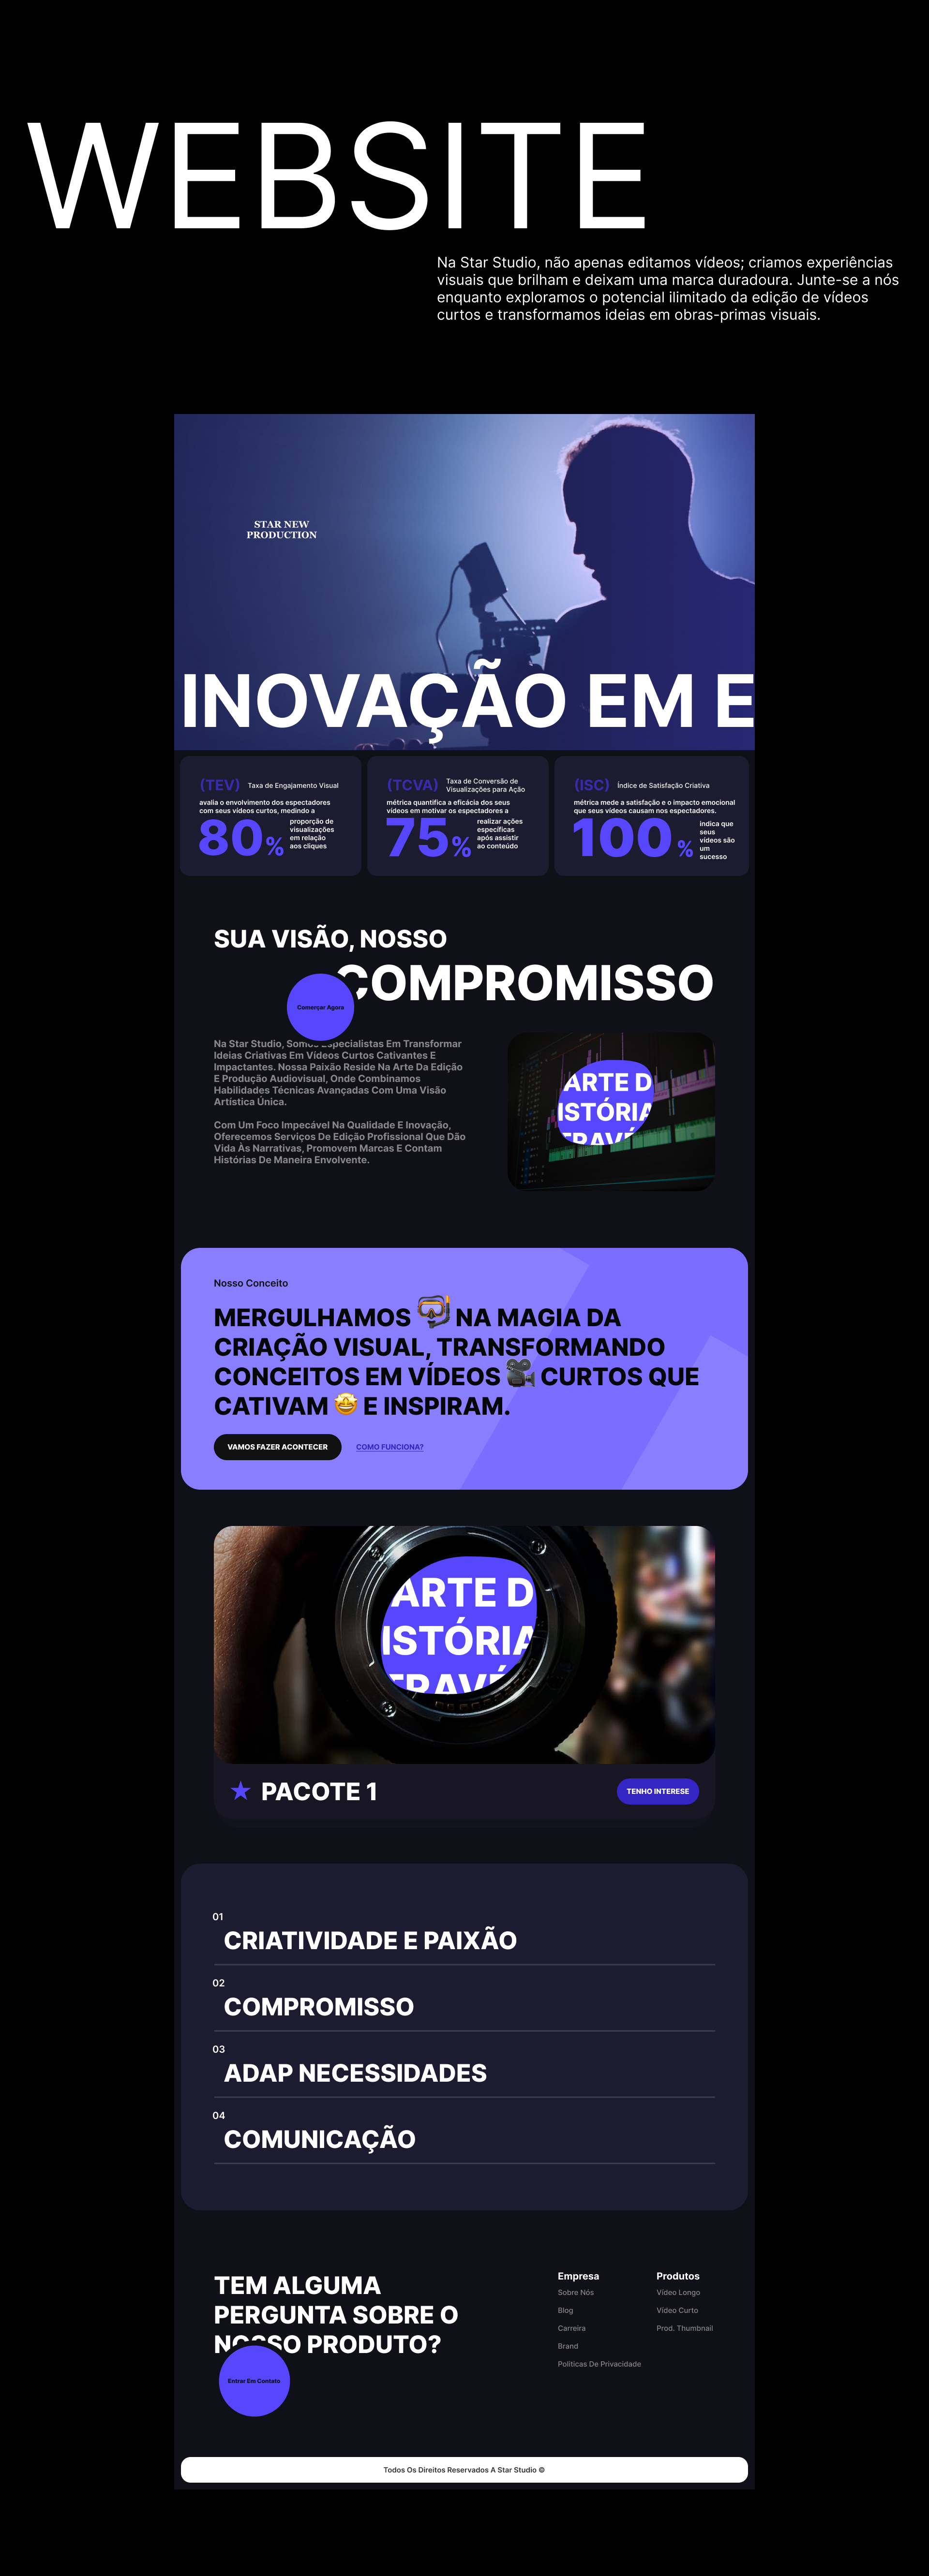 WEBSITE
Na Star Studio, não apenas editamos vídeos; criamos experiências
visuais que brilham e deixam uma marca duradoura. Junte-se a nós
enquanto exploramos o potencial ilimitado da edição de vídeos
curtos e transformamos ideias em obras-primas visuais.
STAR NEW
PRODUCTION
INOVAÇÃO EM E
(TEV) Taxa de Engajamento Visual
avalia o envolvimento dos espectadores
com seus vídeos curtos, medindo a
80%
proporção de
visualizações
em relação
aos cliques
(TCVA)
Taxa de Conversão de
Visualizações para Ação
métrica quantifica a eficácia dos seus
vídeos em motivar os espectadores a
75%
realizar ações
específicas
após assistir
ao conteúdo
(ISC) Índice de Satisfação Criativa
métrica mede a satisfação e o impacto emocional
que seus vídeos causam nos espectadores.
100%
indica que
seus
vídeos são
um
sucesso
SUA VISÃO, NOSSO
COMPROMISSO
Comerçar Agora
Na Star Studio, Somos Especialistas Em Transformar
Ideias Criativas Em Vídeos Curtos Cativantes E
Impactantes. Nossa Paixão Reside Na Arte Da Edição
E Produção Audiovisual, Onde Combinamos
Habilidades Técnicas Avançadas Com Uma Visão
Artística Única.
Com Um Foco Impecável Na Qualidade E Inovação,
Oferecemos Serviços De Edição Profissional Que Dão
Vida Às Narrativas, Promovem Marcas E Contam
Histórias De Maneira Envolvente.
ARTE D
ISTÓRIA
TRAVÉ
Nosso Conceito
MERGULHAMOS 🤿 NA MAGIA DA
CRIAÇÃO VISUAL, TRANSFORMANDO
CONCEITOS EM VÍDEOS 🎥 CURTOS QUE
CATIVAM 🤩 E INSPIRAM.
VAMOS FAZER ACONTECER
COMO FUNCIONA?
ARTE D
ISTÓRIA
TRAVÉ
PACOTE 1
TENHO INTERESE
01
CRIATIVIDADE E PAIXÃO
02
COMPROMISSO
03
ADAP NECESSIDADES
04
COMUNICAÇÃO
TEM ALGUMA
PERGUNTA SOBRE O
NOSSO PRODUTO?
Entrar Em Contato
Empresa
Sobre Nós
Blog
Carreira
Brand
Politicas De Privacidade
Produtos
Vídeo Longo
Vídeo Curto
Prod. Thumbnail
Todos Os Direitos Reservados A Star Studio ©